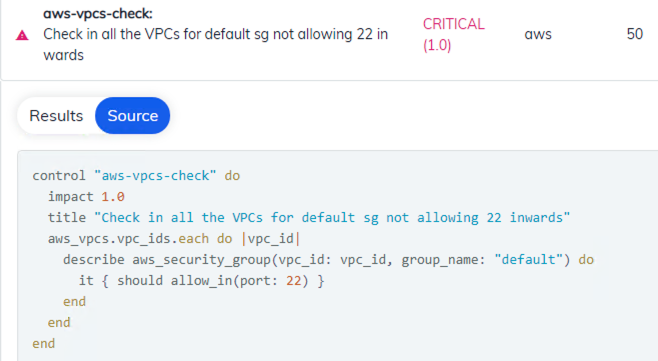 aws-vpcs-check:
Check in all the VPCs for default sg not allowing 22 in
wards
CRITICAL
(1.0)
aws
50
Results
Source
control "aws-vpcs-check" do
  impact 1.0
  title "Check in all the VPCs for default sg not allowing 22 inwards"
  aws_vpcs.vpc_ids.each do |vpc_id|
    describe aws_security_group(vpc_id: vpc_id, group_name: "default") do
      it { should allow_in(port: 22) }
    end
  end
end